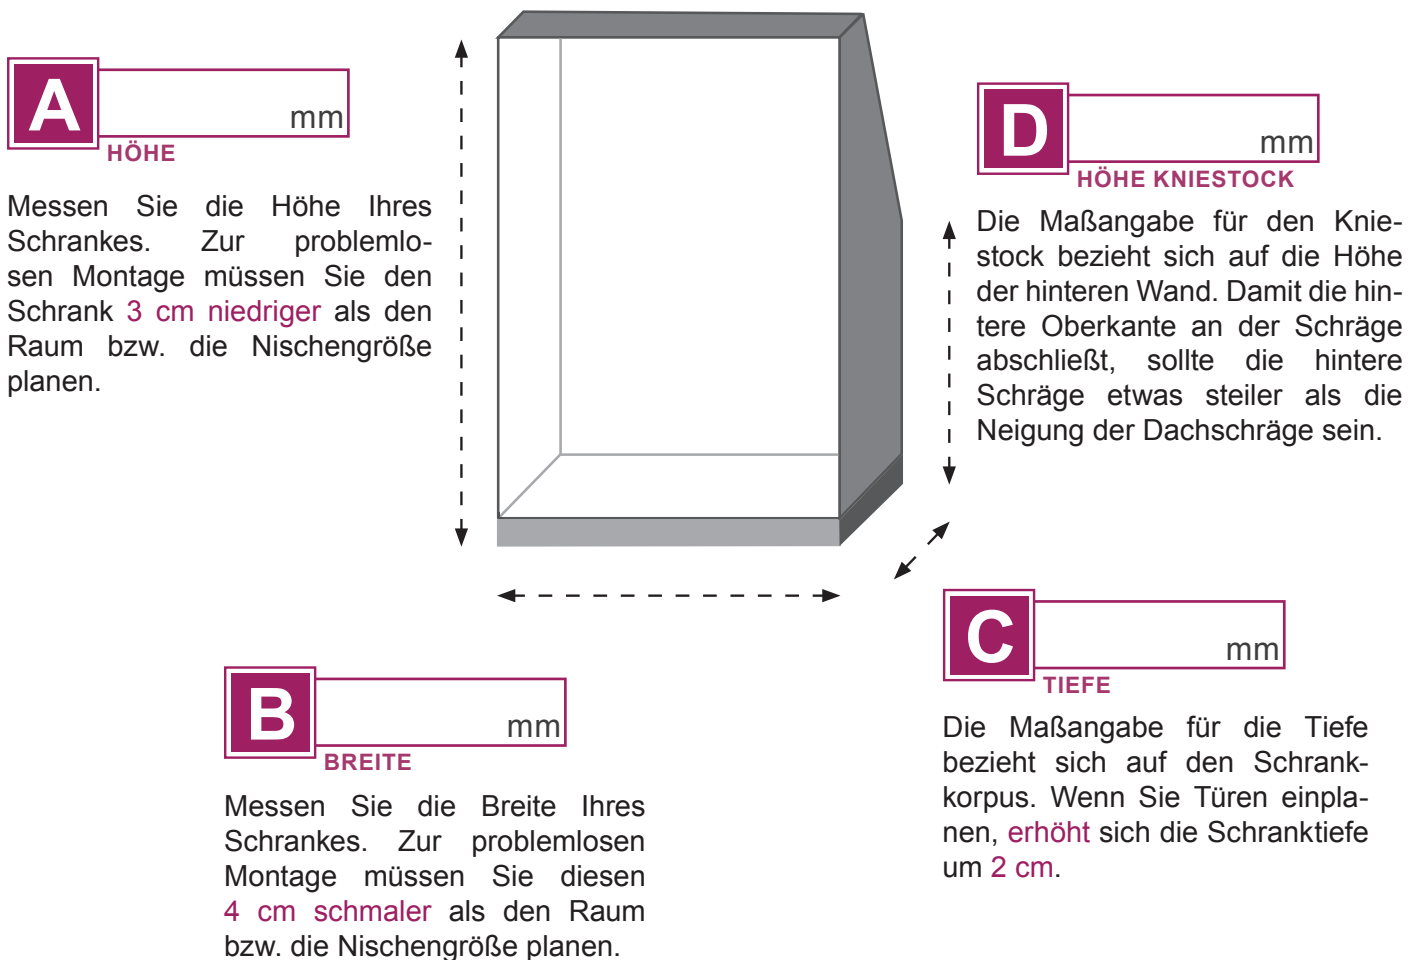 A
mm
HÖHE
Messen Sie die Höhe Ihres
Schrankes. Zur problemlo-
sen Montage müssen Sie den
Schrank 3 cm niedriger als den
Raum bzw. die Nischengröße
planen.
D
mm
HÖHE KNIESTOCK
Die Maßangabe für den Knie-
stock bezieht sich auf die Höhe
der hinteren Wand. Damit die hin-
tere Oberkante an der Schräge
abschließt, sollte die hintere
Schräge etwas steiler als die
Neigung der Dachschräge sein.
B
mm
BREITE
Messen Sie die Breite Ihres
Schrankes. Zur problemlosen
Montage müssen Sie diesen
4 cm schmaler als den Raum
bzw. die Nischengröße planen.
C
mm
TIEFE
Die Maßangabe für die Tiefe
bezieht sich auf den Schrank-
korpus. Wenn Sie Türen einpla-
nen, erhöht sich die Schranktiefe
um 2 cm.